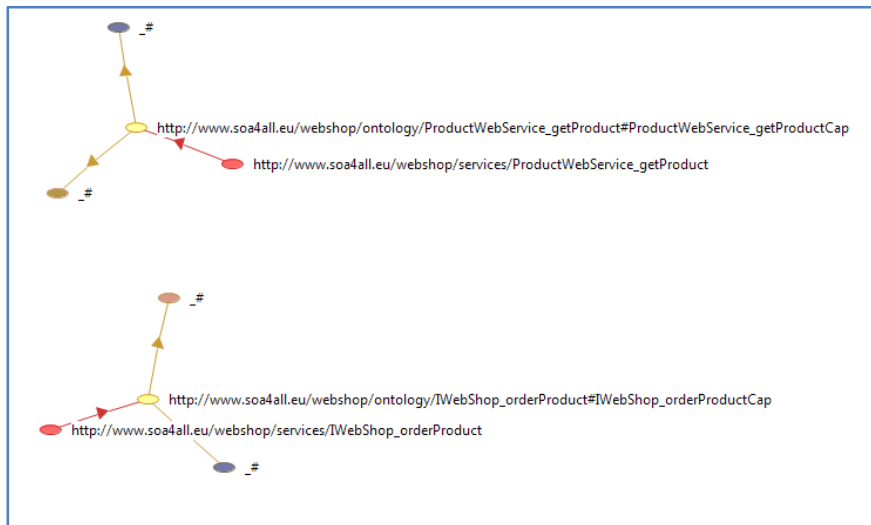 _#
http://www.soa4all.eu/webshop/ontology/ProductWebService_getProduct#ProductWebService_getProductCap
http://www.soa4all.eu/webshop/services/ProductWebService_getProduct
_#
_#
http://www.soa4all.eu/webshop/ontology/IWebShop_orderProduct#IWebShop_orderProductCap
http://www.soa4all.eu/webshop/services/IWebShop_orderProduct
_#